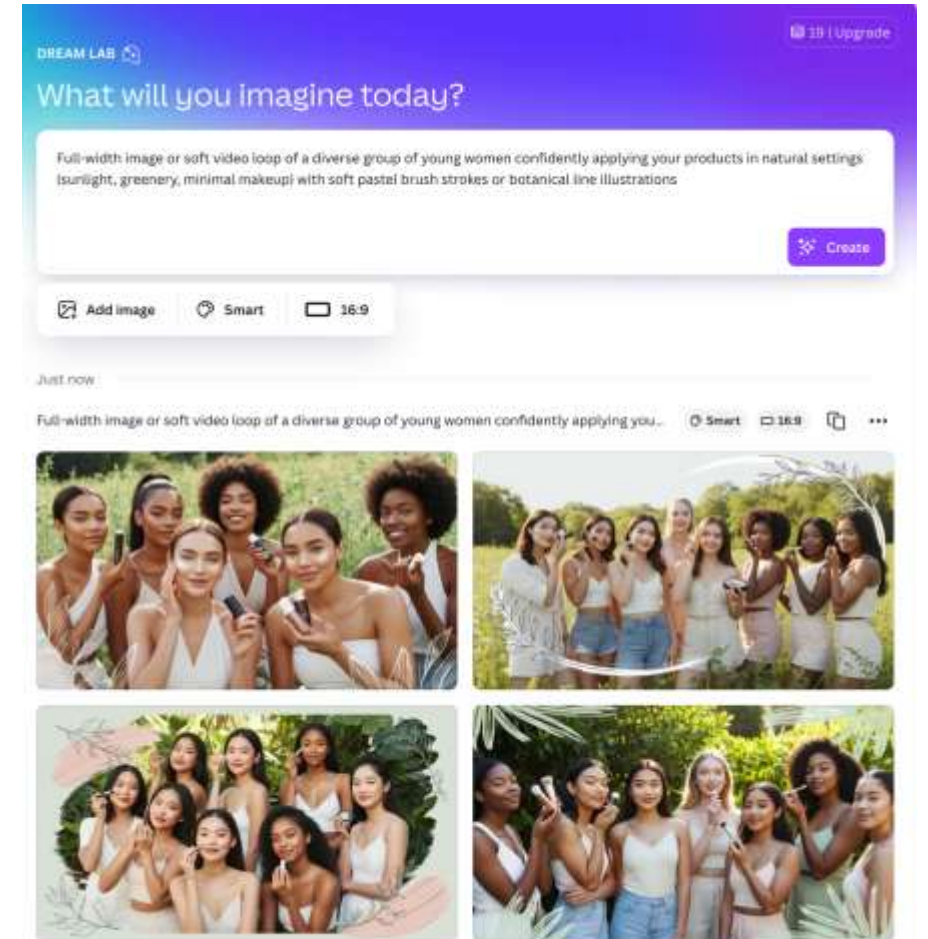 19 | Upgrade
DREAM LAB
What will you imagine today?
Full-width image or soft video loop of a diverse group of young women confidently applying your products in natural settings
(sunlight, greenery, minimal makeup) with soft pastel brush strokes or botanical line illustrations
Create
Add image Smart 16:9
Just now
Full-width image or soft video loop of a diverse group of young women confidently applying you... Smart 16:9